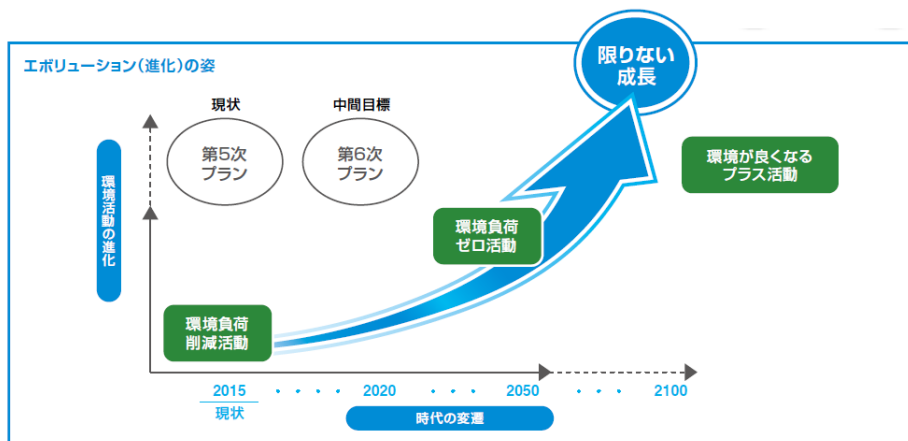 エボリューション(進化)の姿
限りない
成長
現状
中間目標
第5次
プラン
第6次
プラン
環境が良くなる
プラス活動
環境活動の進化
環境負荷
ゼロ活動
環境負荷
削減活動
2015 ・・・・ 2020 ・・・ 2050 ・・・ 2100
現状
時代の変遷